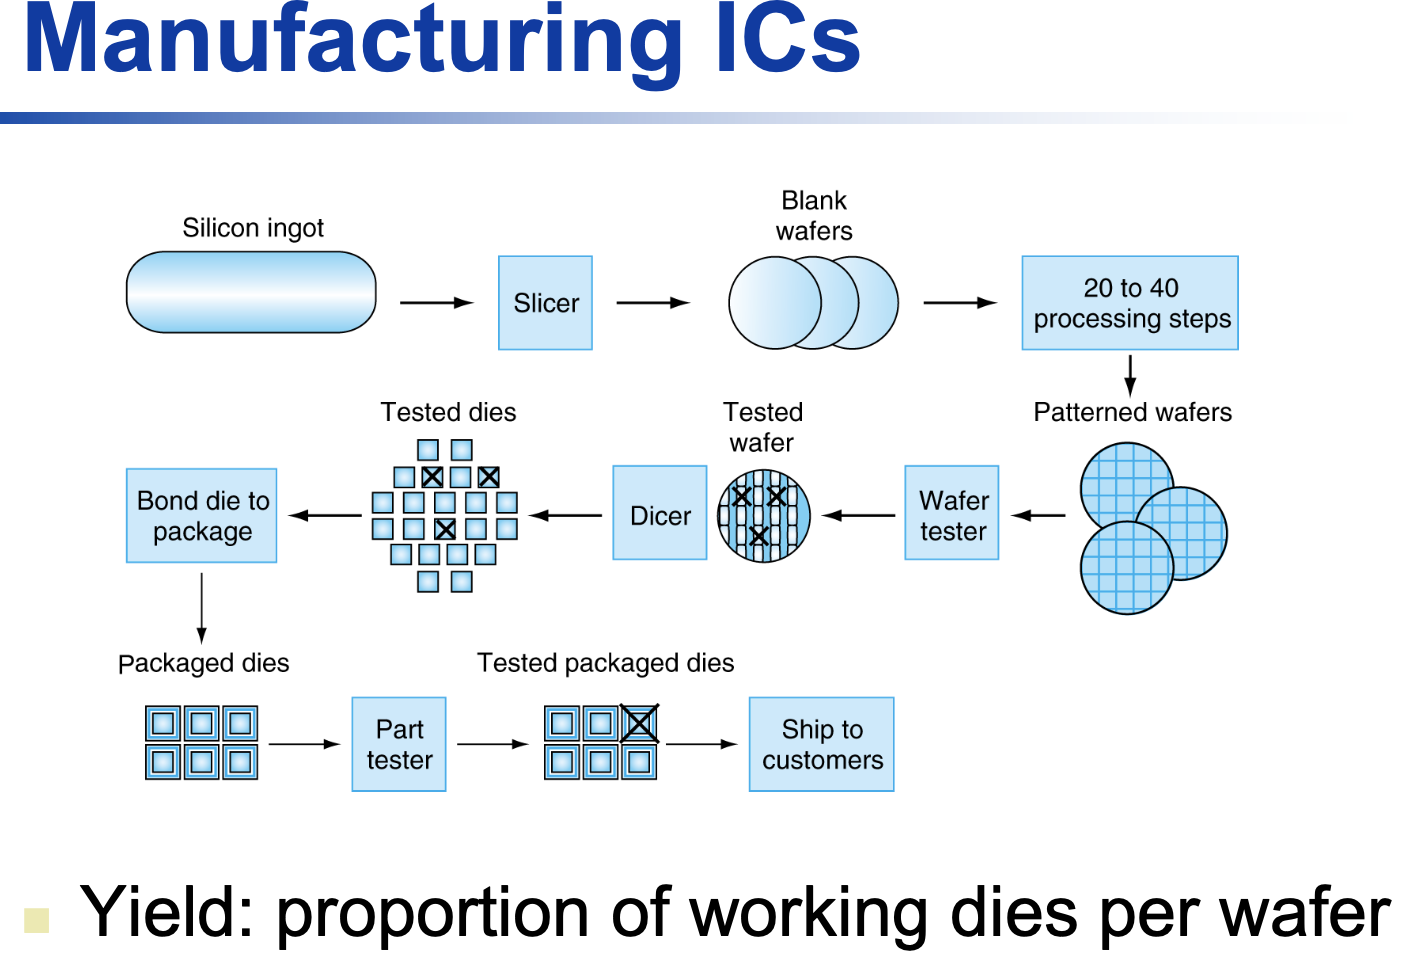 Manufacturing ICs
Silicon ingot
Slicer
Blank
wafers
20 to 40
processing steps
Patterned wafers
Wafer
tester
Tested
wafer
Dicer
Tested dies
Bond die to
package
Packaged dies
Part
tester
Tested packaged dies
Ship to
customers
Yield: proportion of working dies per wafer